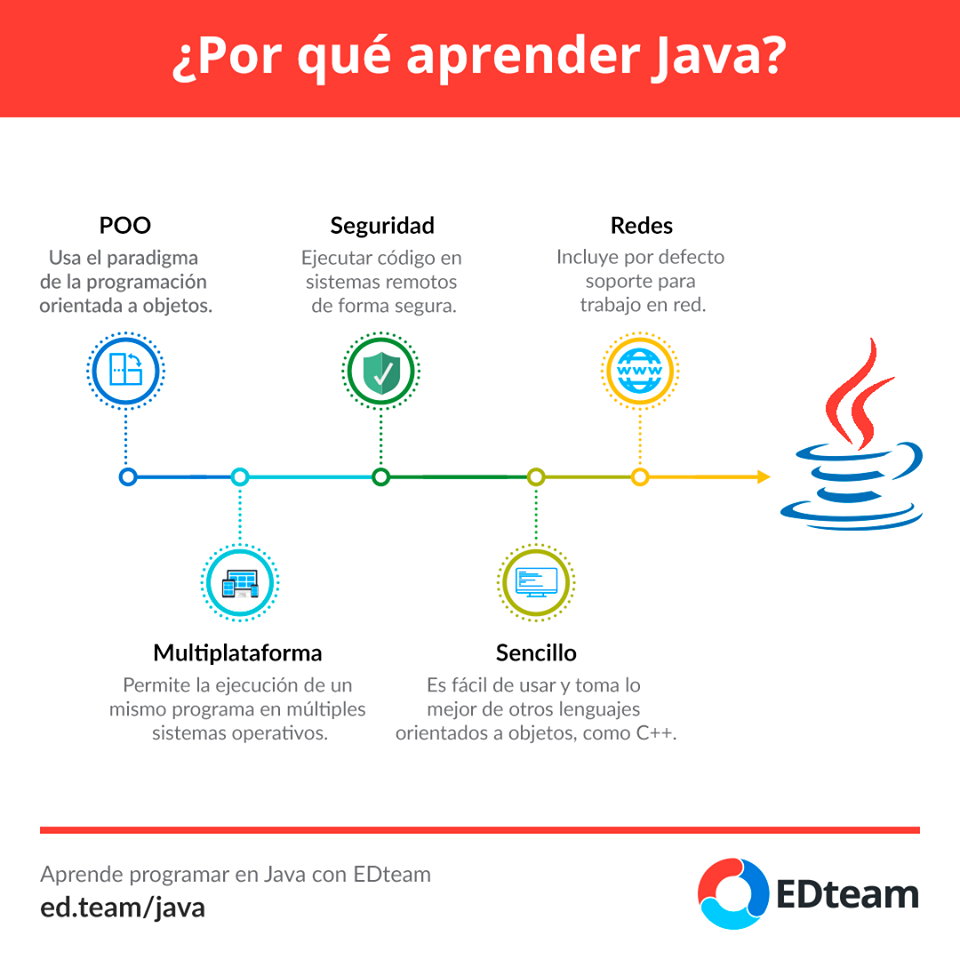 ¿Por qué aprender Java?
POO
Usa el paradigma
de la programación
orientada a objetos.
Seguridad
Ejecutar código en
sistemas remotos
de forma segura.
Redes
Incluye por defecto
soporte para
trabajo en red.
www
Multiplataforma
Permite la ejecución de un
mismo programa en múltiples
sistemas operativos.
Sencillo
Es fácil de usar y toma lo
mejor de otros lenguajes
orientados a objetos, como C++.
Aprende programar en Java con EDteam
ed.team/java
EDteam